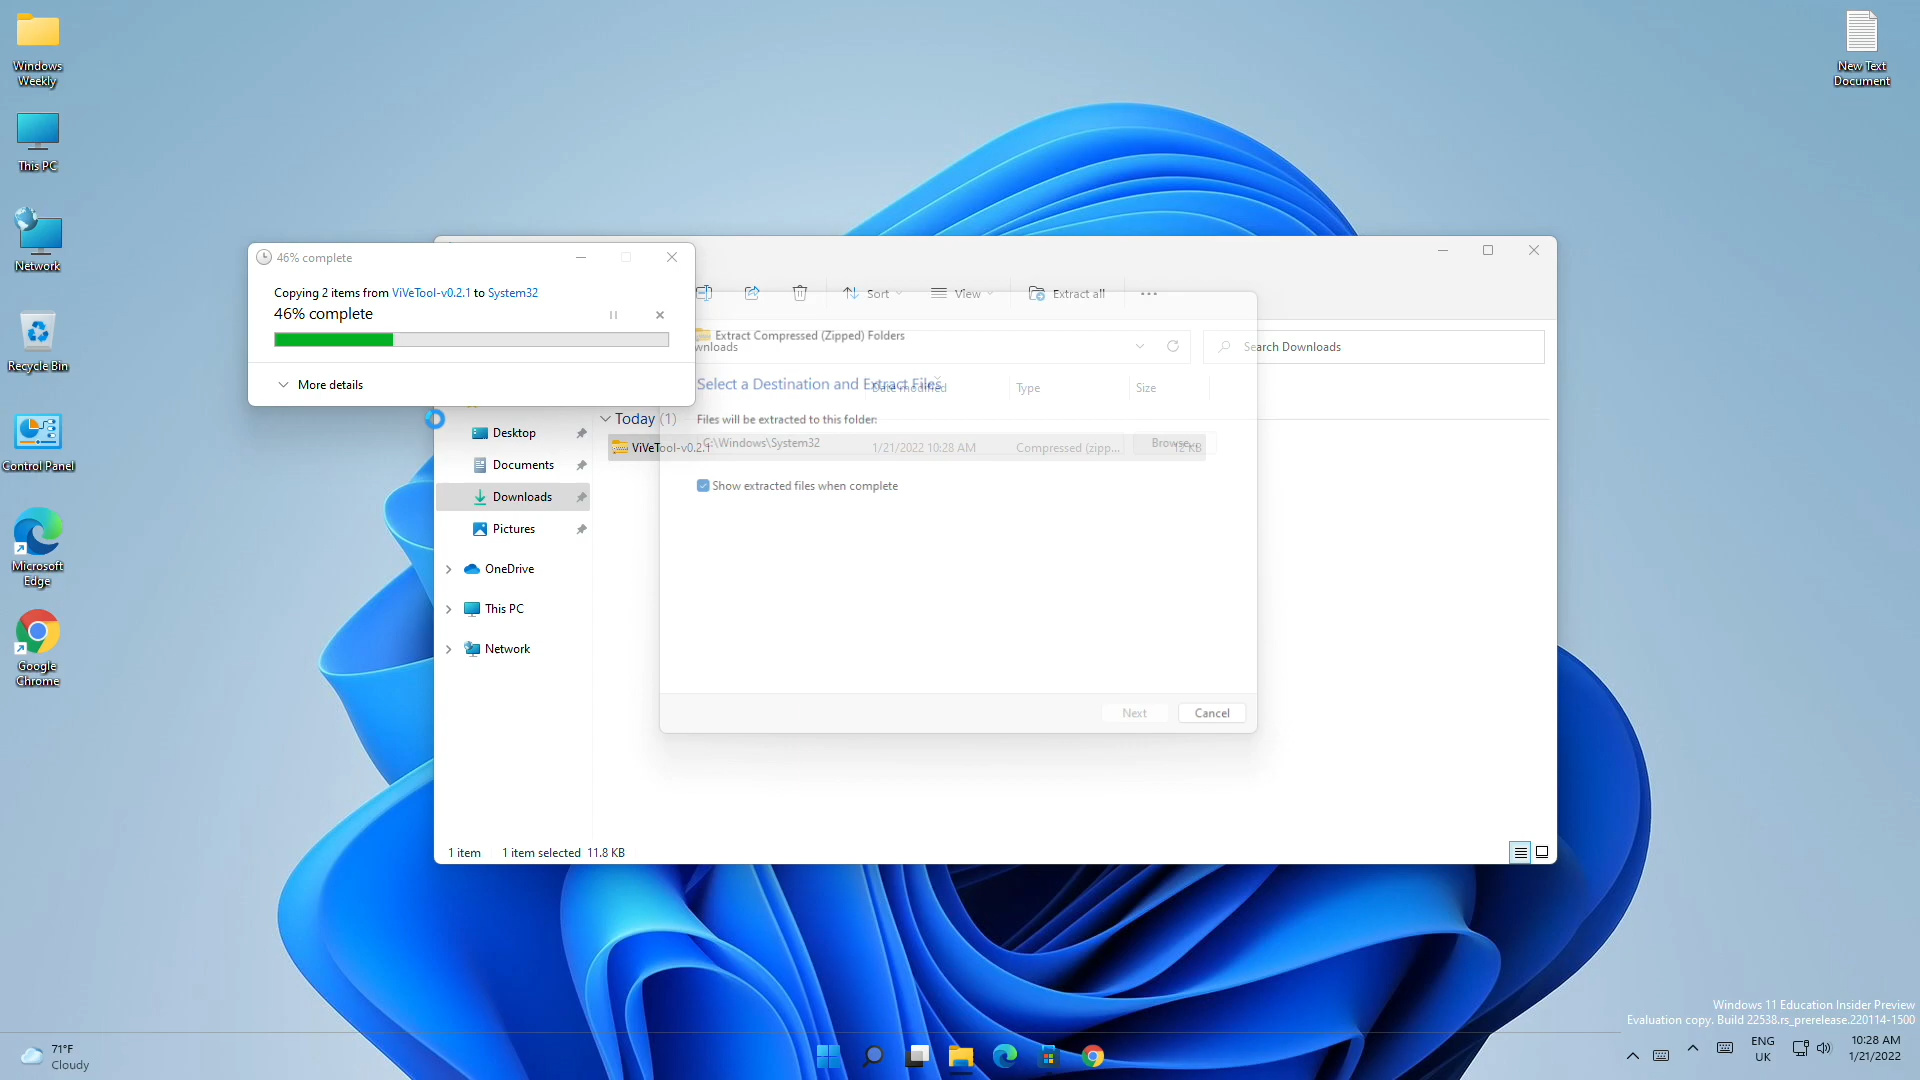 Windows
Weekly
This PC
Network
Recycle Bin
Control Panel
Microsoft
Edge
Google
Chrome
New Text
Document
46% complete
Copying 2 items from ViVeTool-v0.2.1 to System32
46% complete
More details
Sort
View
Extract all
Extract Compressed (Zipped) Folders
wnloads
Search Downloads
Select a Destination and Extract Files
Date modified
Type
Size
Files will be extracted to this folder:
Today (1)
C:\Windows\System32
Browse...
ViVeTool-v0.2.1
1/21/2022 10:28 AM
Compressed (zipp...
12 KB
Show extracted files when complete
Desktop
Documents
Downloads
Pictures
OneDrive
This PC
Network
Next
Cancel
1 item
1 item selected 11.8 KB
Windows 11 Education Insider Preview
Evaluation copy. Build 22538.rs_prerelease.220114-1500
71°F
Cloudy
ENG
UK
10:28 AM
1/21/2022